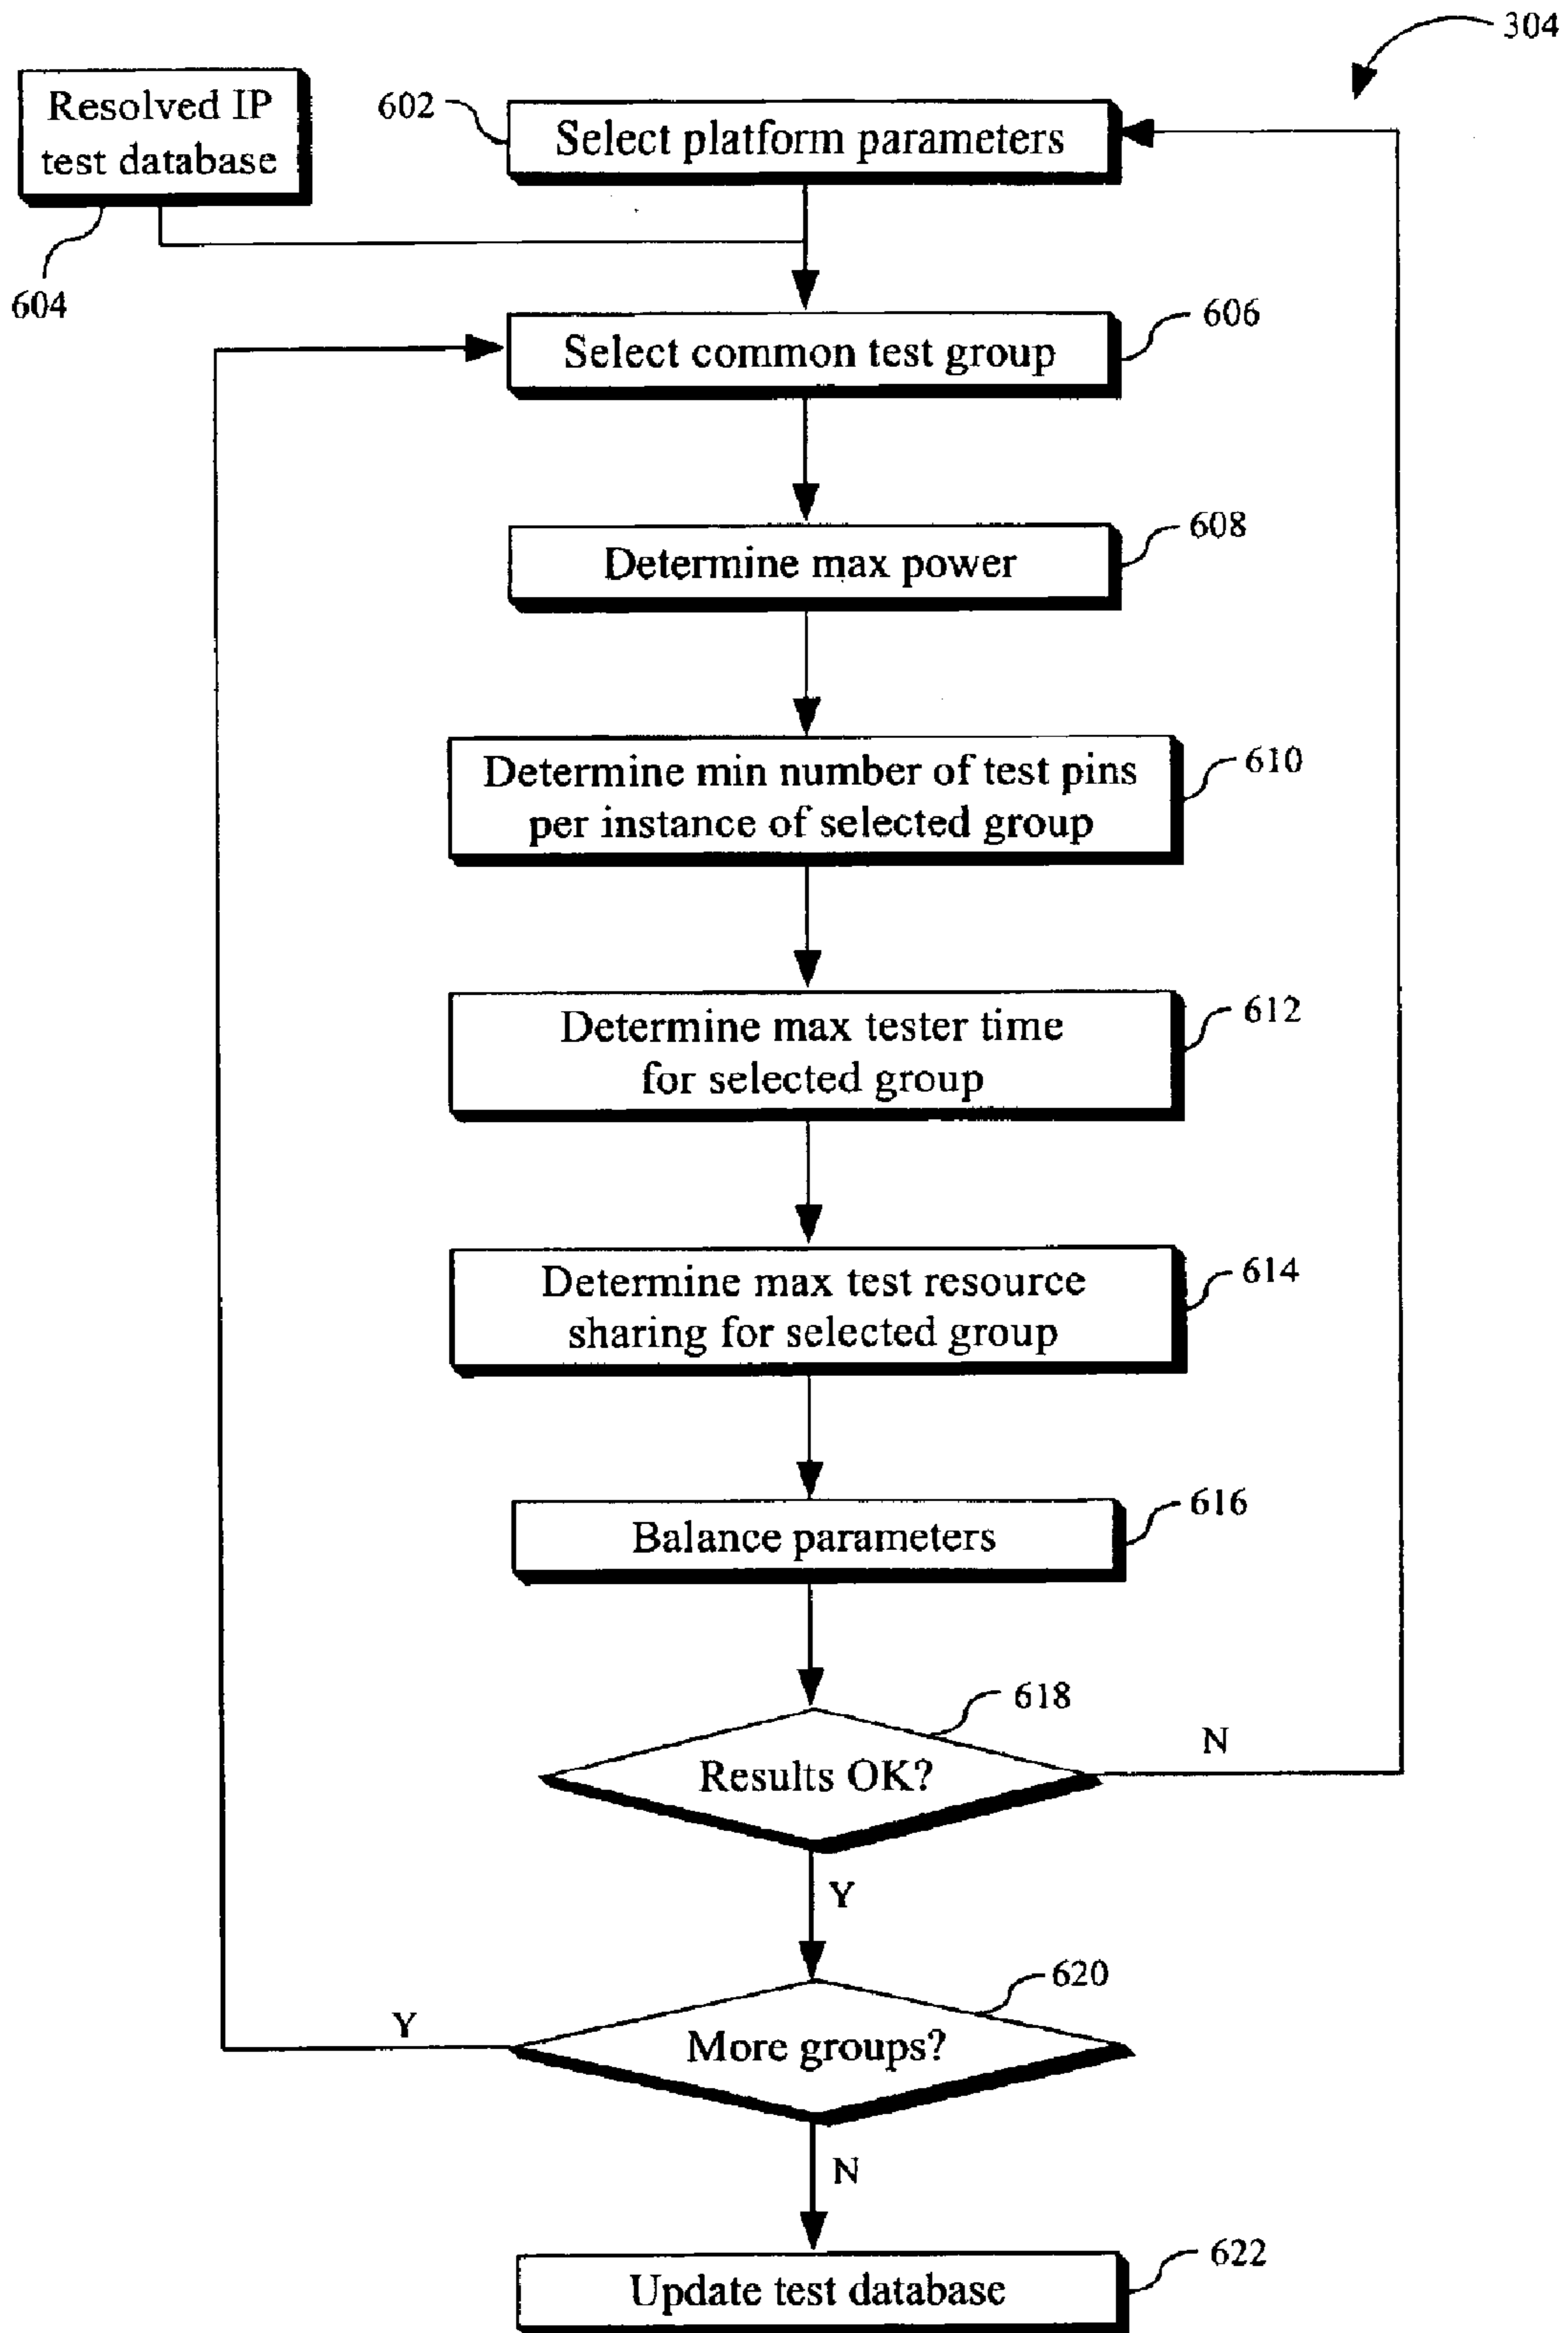 304
Resolved IP
test database
602
Select platform parameters
604
606
Select common test group
608
Determine max power
610
Determine min number of test pins
per instance of selected group
612
Determine max tester time
for selected group
614
Determine max test resource
sharing for selected group
616
Balance parameters
618
Results OK?
N
Y
620
More groups?
Y
N
622
Update test database